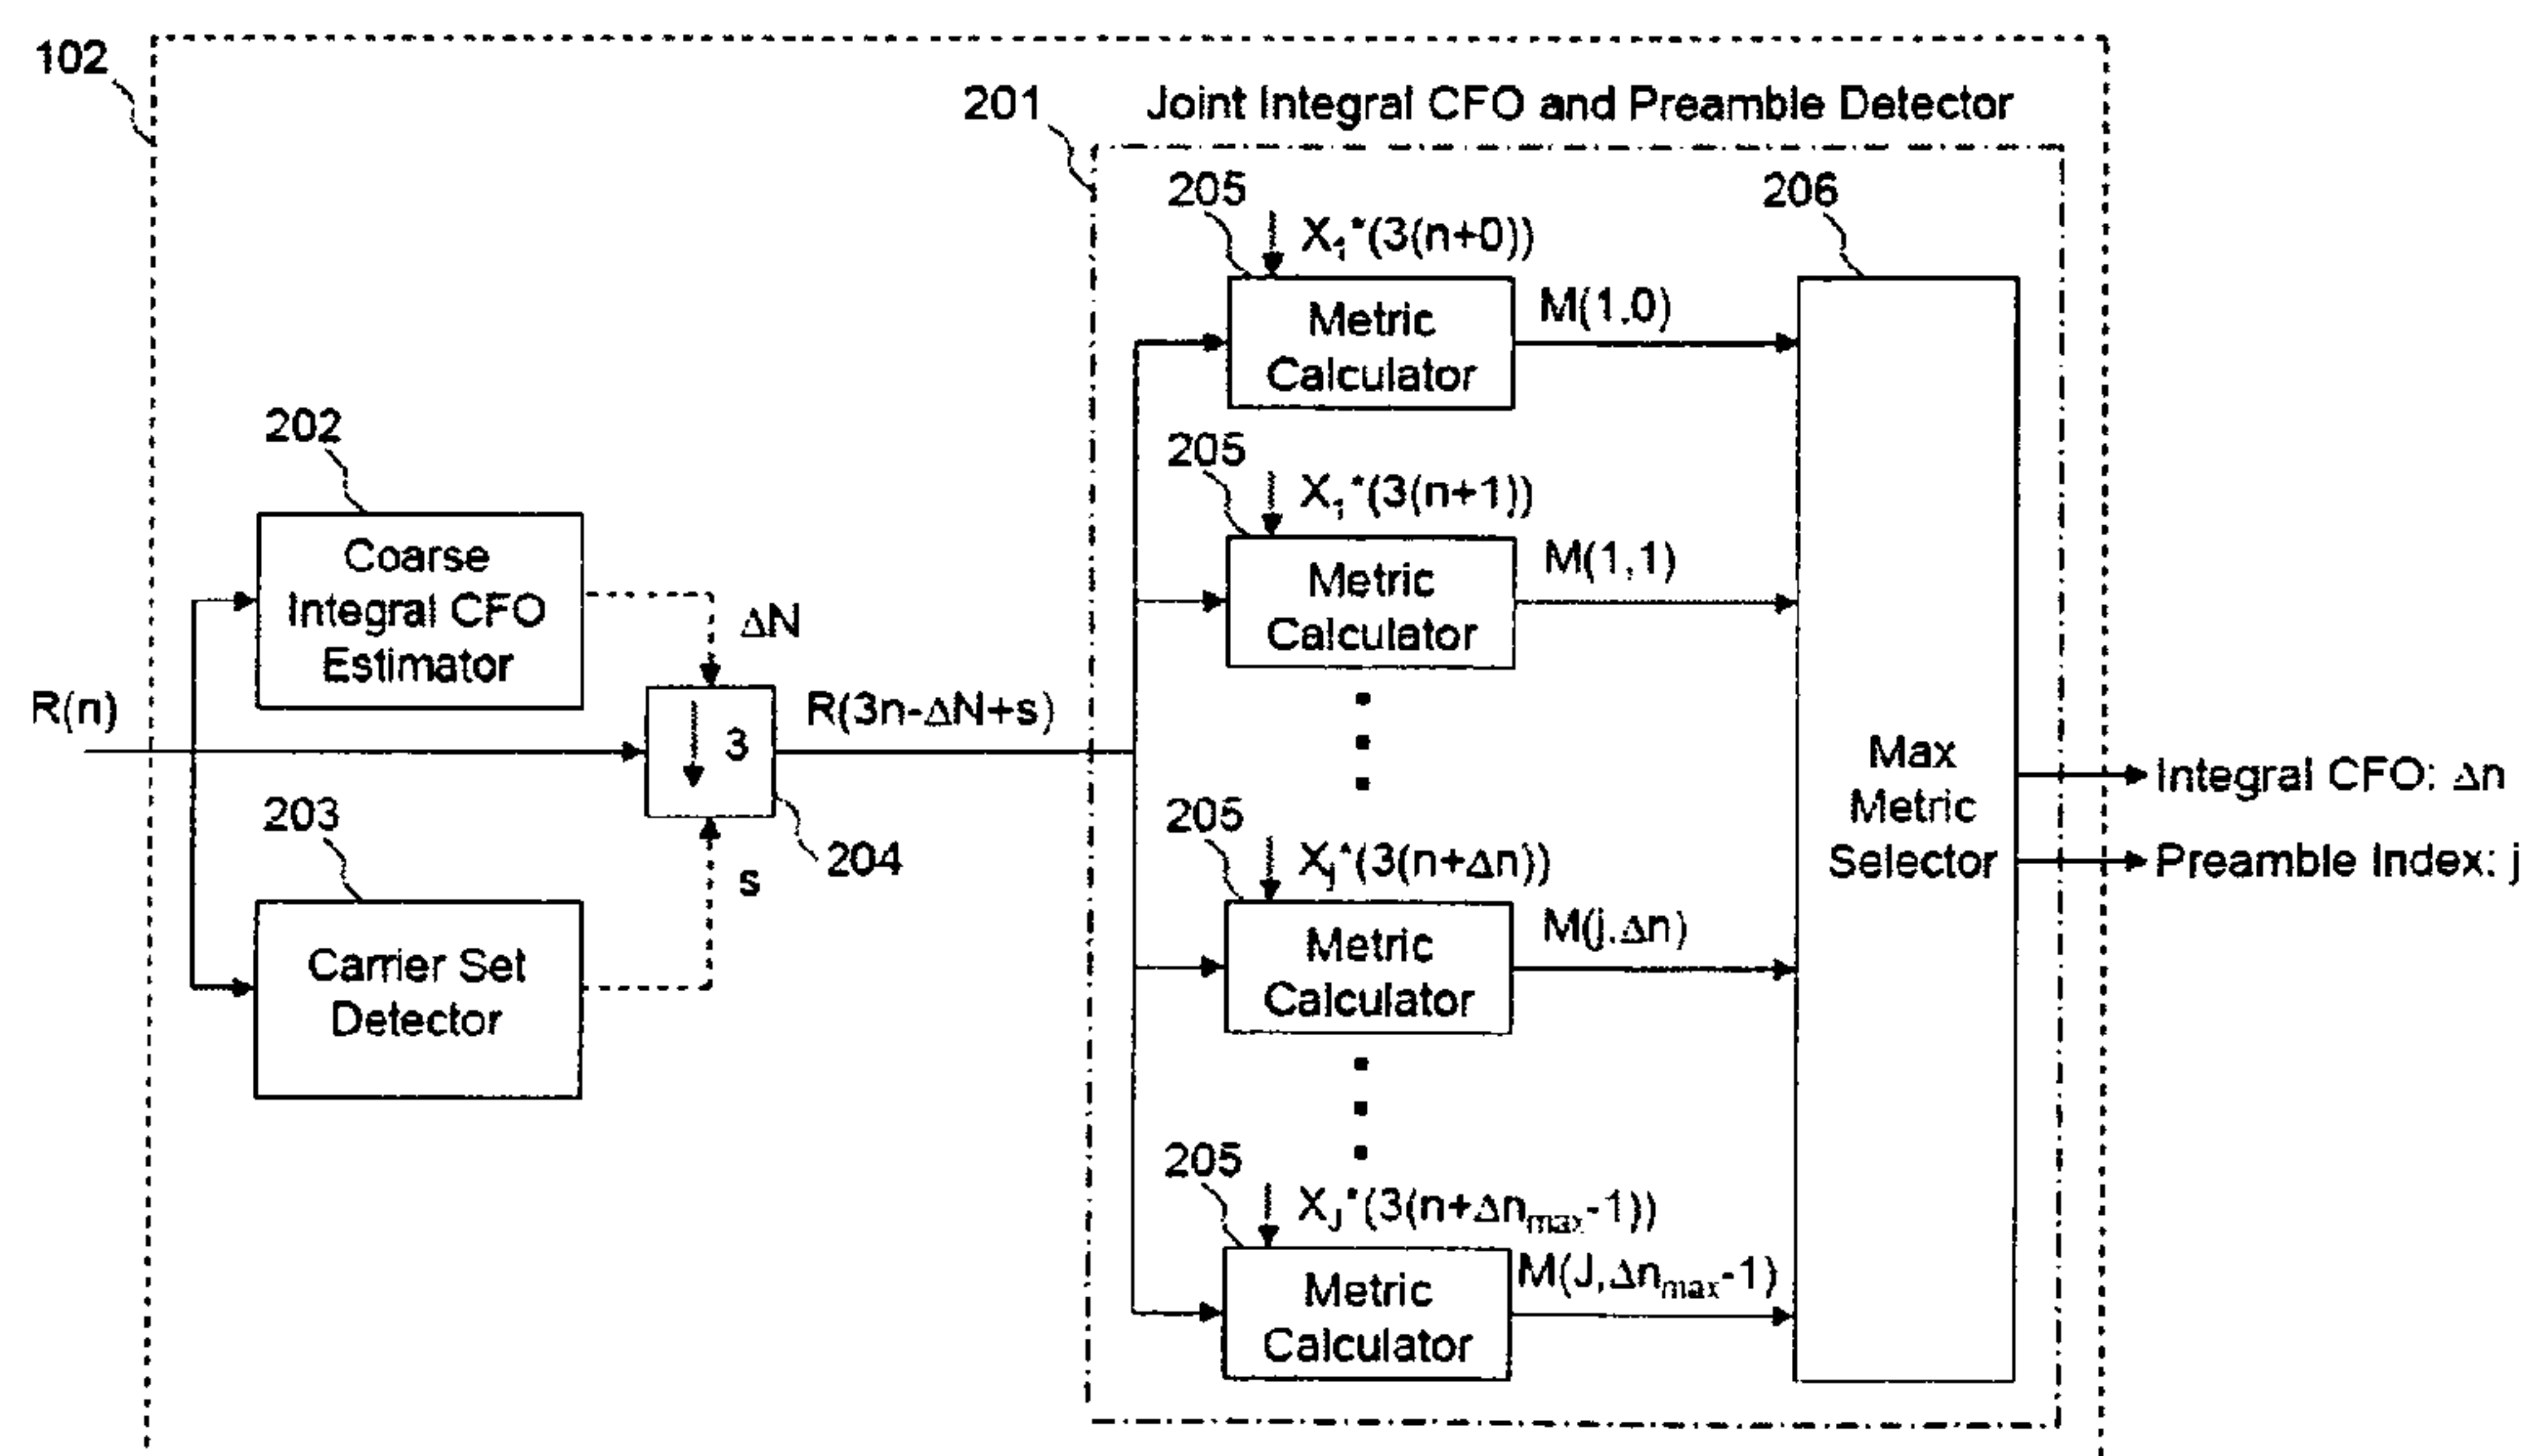 102
201
Joint Integral CFO and Preamble Detector
205
X₁*(3(n+0))
206
Metric
Calculator
M(1,0)
205
X₁*(3(n+1))
Metric
Calculator
M(1,1)
202
Coarse
Integral CFO
Estimator
ΔN
R(n)
3
R(3n-ΔN+s)
204
s
203
Carrier Set
Detector
205
Xⱼ*(3(n+Δn))
Metric
Calculator
M(j,Δn)
205
X_J*(3(n+Δn_max-1))
Metric
Calculator
M(J,Δn_max-1)
Max
Metric
Selector
Integral CFO: Δn
Preamble Index: j